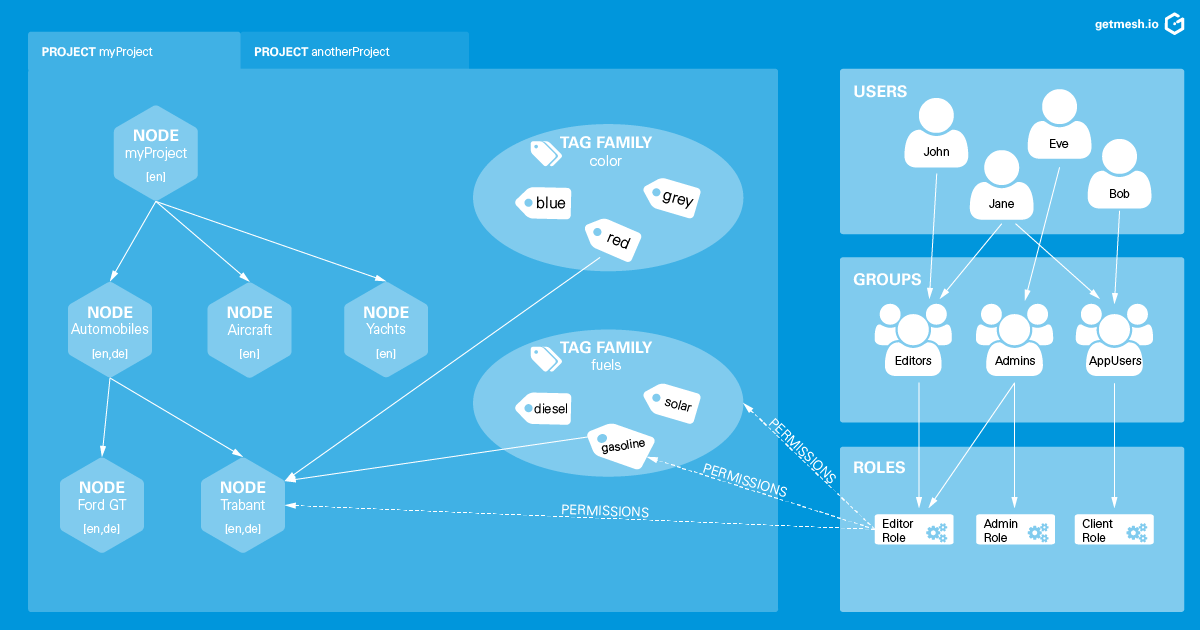 getmesh.io
PROJECT myProject
PROJECT anotherProject
NODE
myProject
[en]
NODE
Automobiles
[en,de]
NODE
Aircraft
[en]
NODE
Yachts
[en]
NODE
Ford GT
[en,de]
NODE
Trabant
[en,de]
TAG FAMILY
color
blue
grey
red
TAG FAMILY
fuels
diesel
solar
gasoline
PERMISSIONS
PERMISSIONS
PERMISSIONS
USERS
John
Jane
Eve
Bob
GROUPS
Editors
Admins
AppUsers
ROLES
Editor
Role
Admin
Role
Client
Role